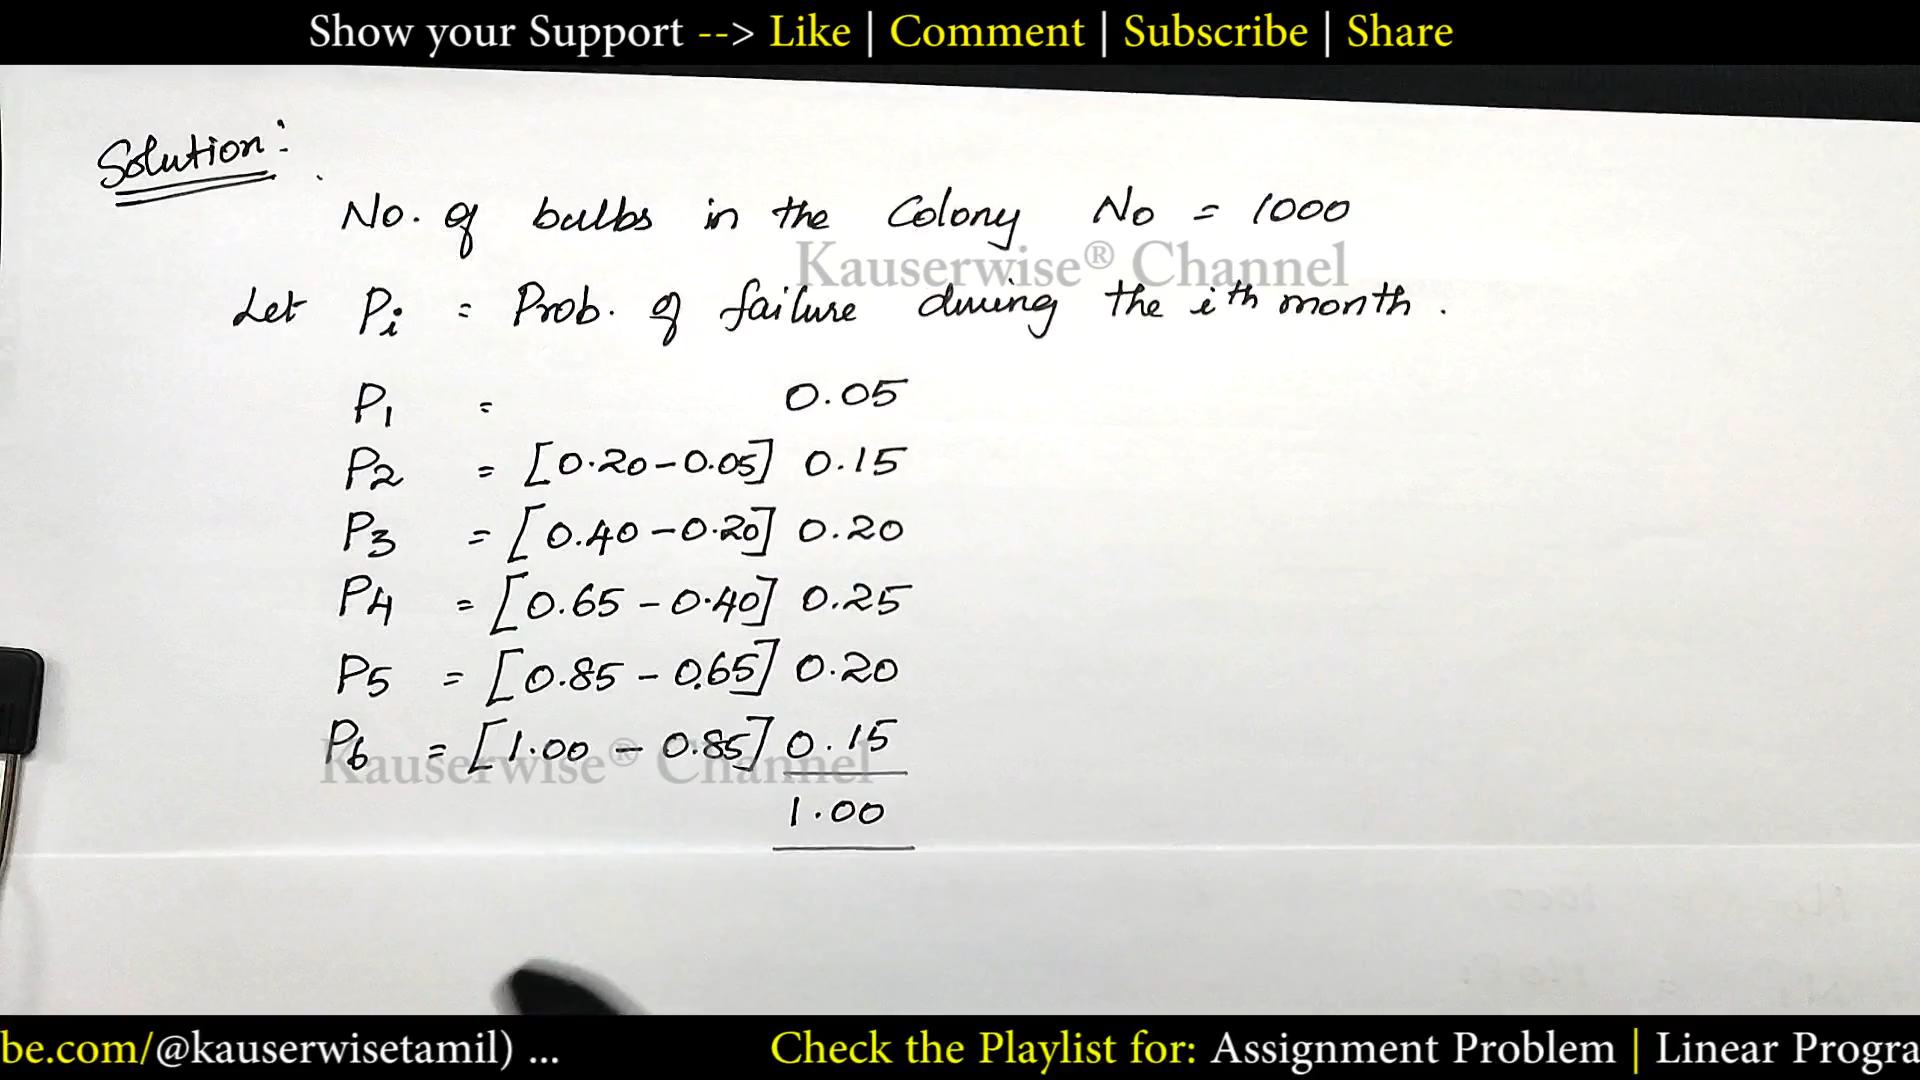 Show your Support --> Like | Comment | Subscribe | Share
Solution:
No. of bulbs in the Colony No = 1000
Kauserwise® Channel
Let Pi = Prob. of failure during the ith month.
P1 = 0.05
P2 = [0.20-0.05] 0.15
P3 = [0.40-0.20] 0.20
P4 = [0.65-0.40] 0.25
P5 = [0.85-0.65] 0.20
P6 = [1.00-0.85] 0.15
Kauserwise® Channel
1.00
be.com/@kauserwisetamil) ... Check the Playlist for: Assignment Problem | Linear Progra